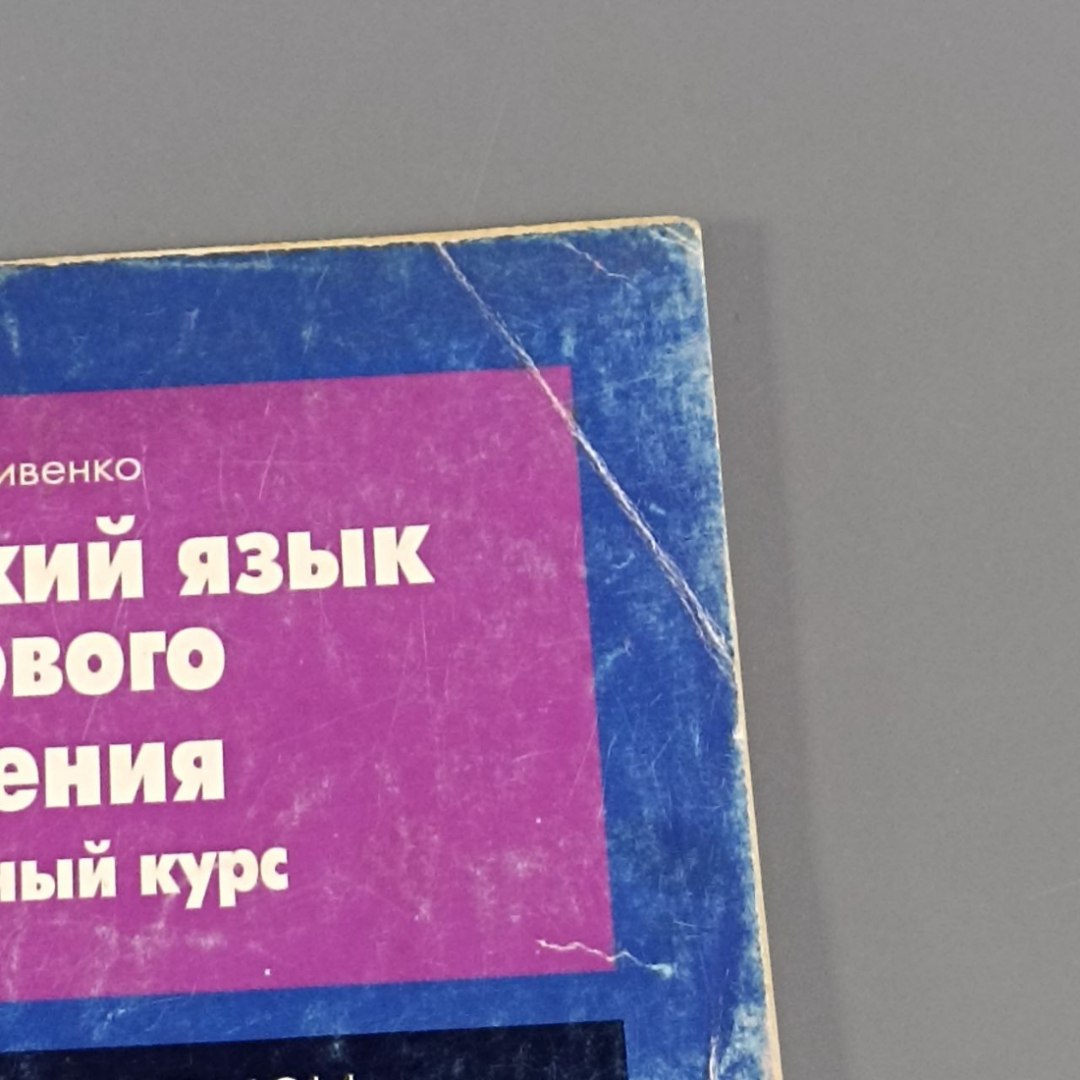 ивенко
кий язык
ового
ения
ный курс